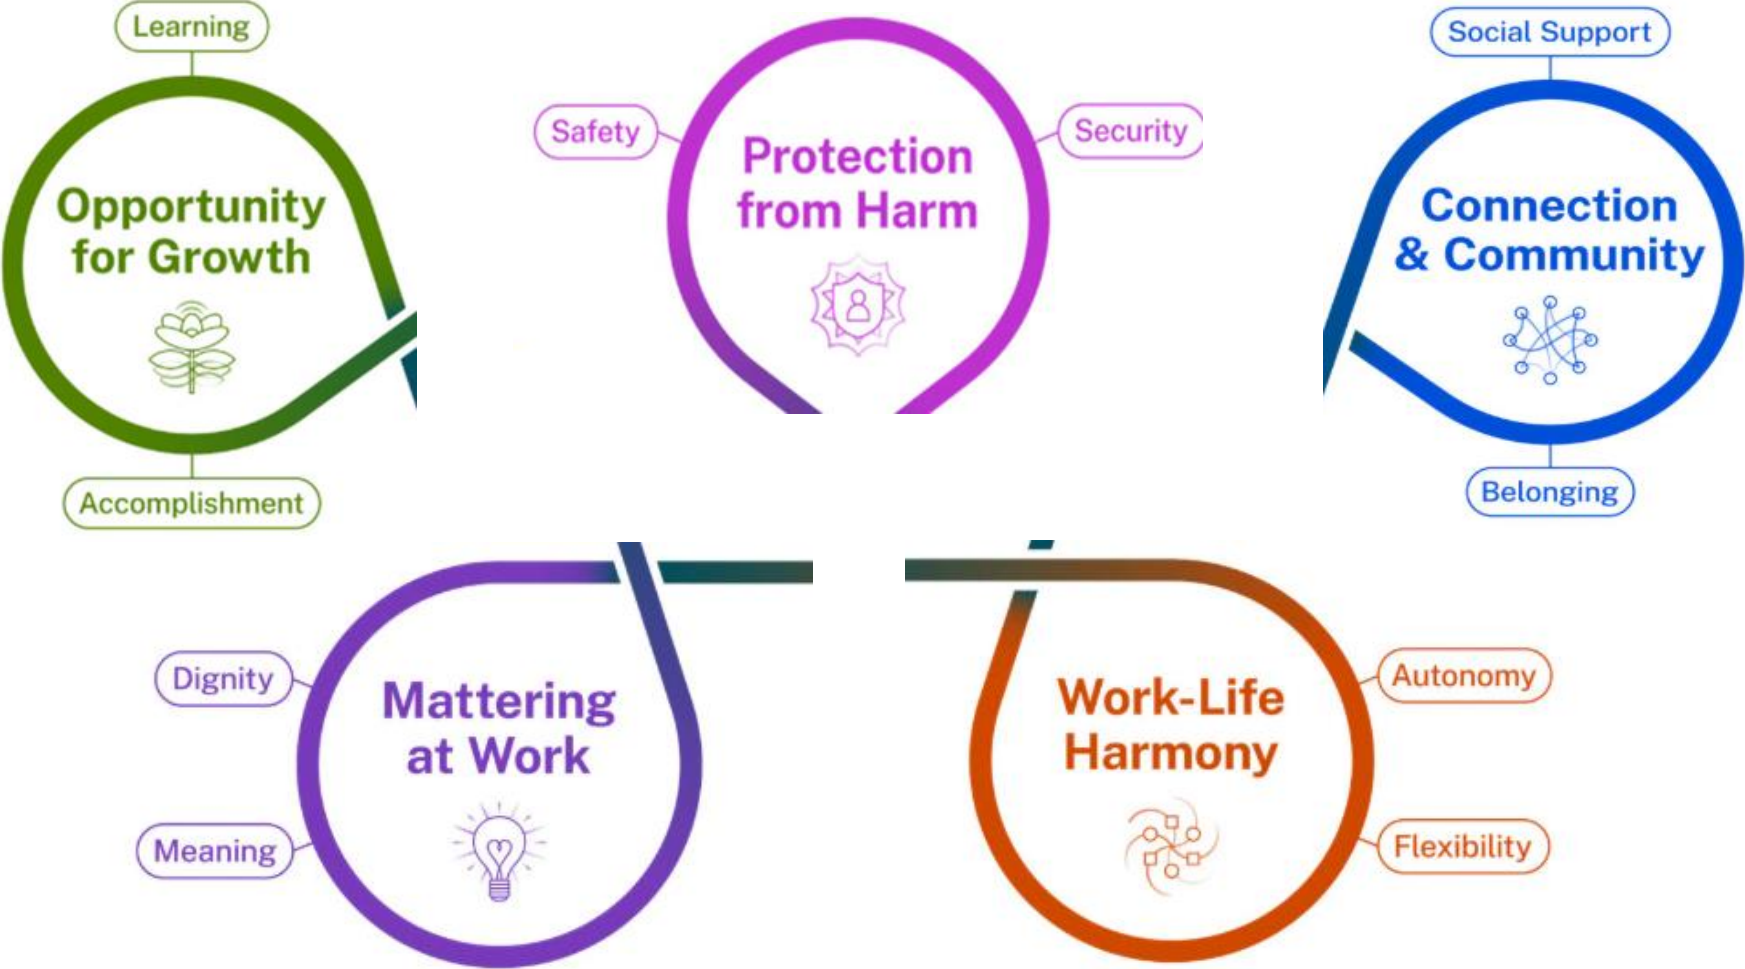 Learning
Opportunity
for Growth
Accomplishment
Safety
Security
Protection
from Harm
Social Support
Connection
& Community
Belonging
Dignity
Mattering
at Work
Meaning
Autonomy
Work-Life
Harmony
Flexibility